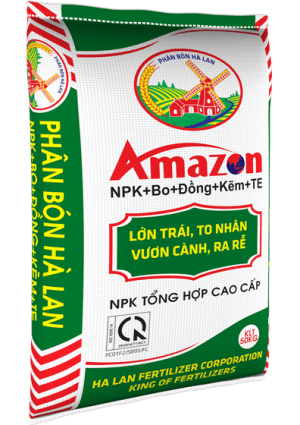 PHÂN BÓN HÀ LAN
Amazon
NPK+Bo+Đồng+Kẽm+TE
LỚN TRÁI, TO NHÂN
VƯƠN CÀNH, RA RỄ
NPK TỔNG HỢP CAO CẤP
KLT
50KG
HA LAN FERTILIZER CORPORATION
KING OF FERTILIZERS
PHÂN BÓN HÀ LAN
NPK+BO+ĐỒNG+KẼM+TE